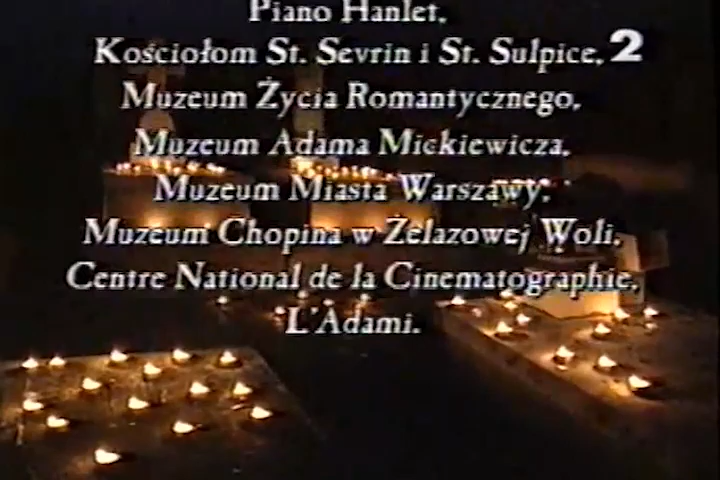 Piano Hanlet,
Kościołom St. Sevrin i St. Sulpice, 2
Muzeum Życia Romantycznego,
Muzeum Adama Mickiewicza,
Muzeum Miasta Warszawy,
Muzeum Chopina w Żelazowej Woli,
Centre National de la Cinematographie,
L'Adami.